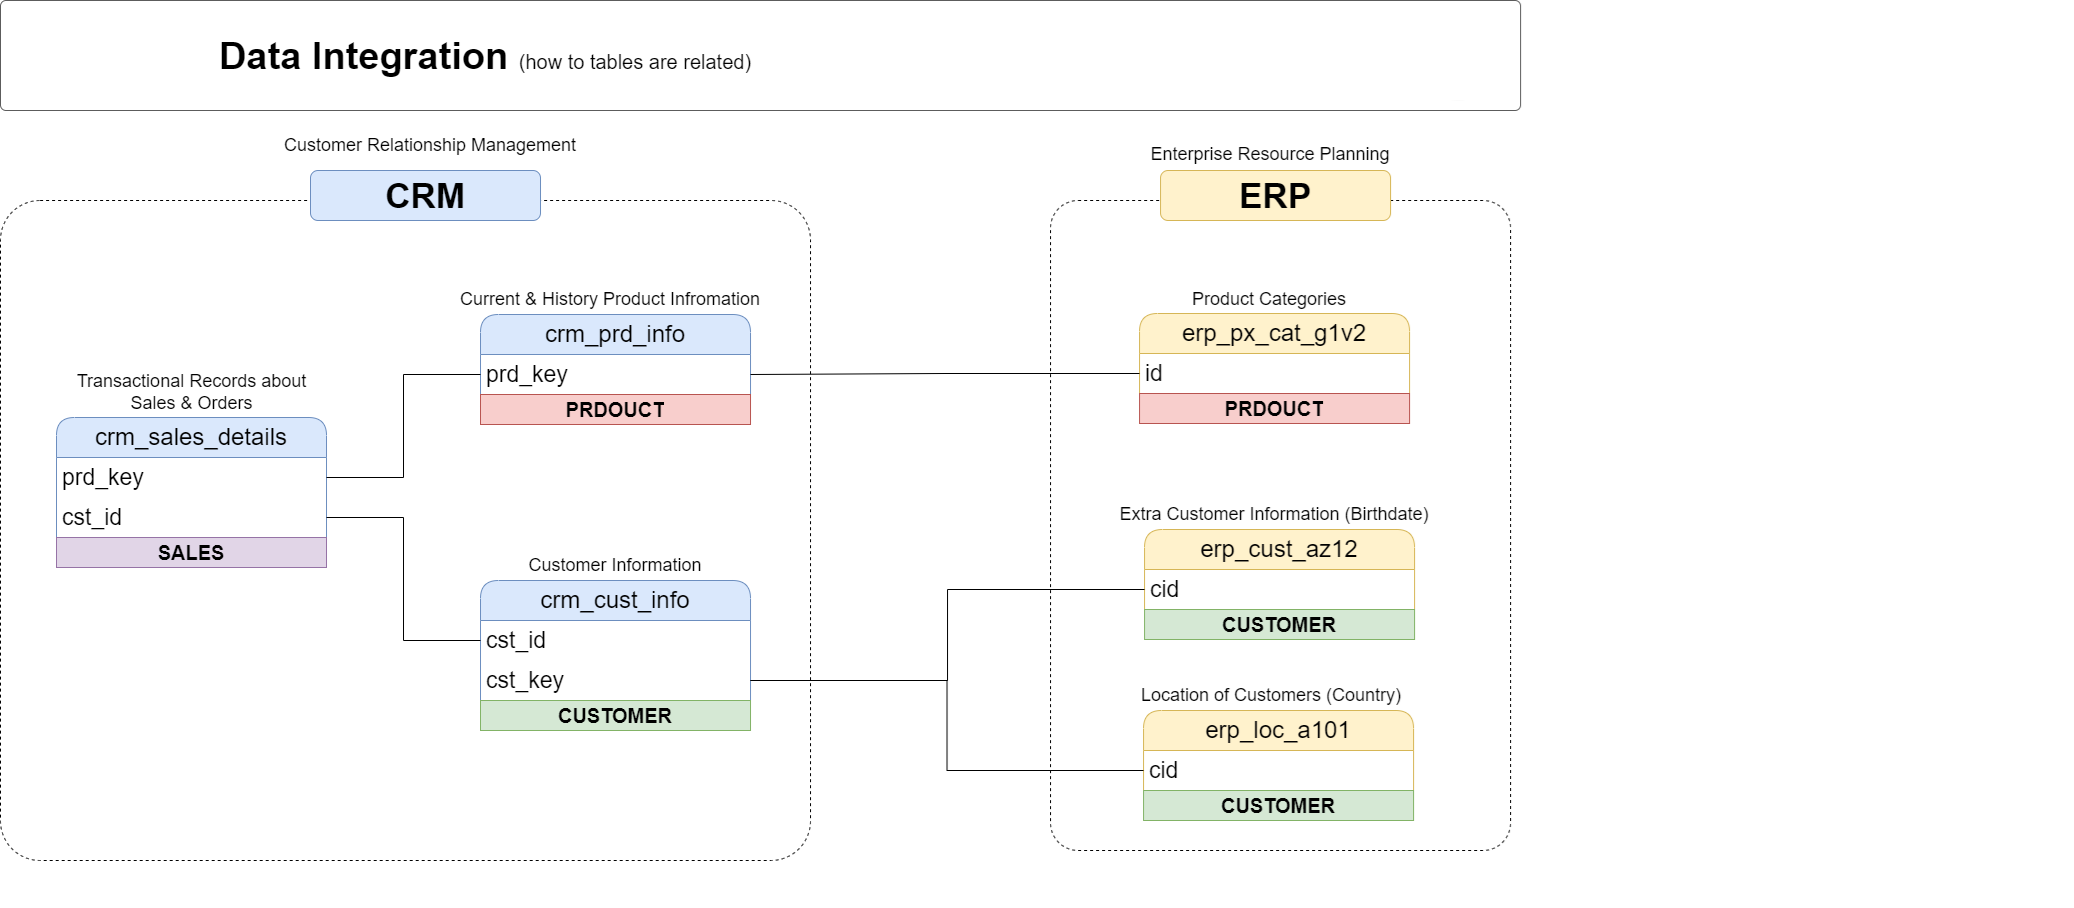 Data Integration (how to tables are related)
Customer Relationship Management
CRM
Transactional Records about
Sales & Orders
crm_sales_details
prd_key
cst_id
SALES
Current & History Product Infromation
crm_prd_info
prd_key
PRDOUCT
Customer Information
crm_cust_info
cst_id
cst_key
CUSTOMER
Enterprise Resource Planning
ERP
Product Categories
erp_px_cat_g1v2
id
PRDOUCT
Extra Customer Information (Birthdate)
erp_cust_az12
cid
CUSTOMER
Location of Customers (Country)
erp_loc_a101
cid
CUSTOMER